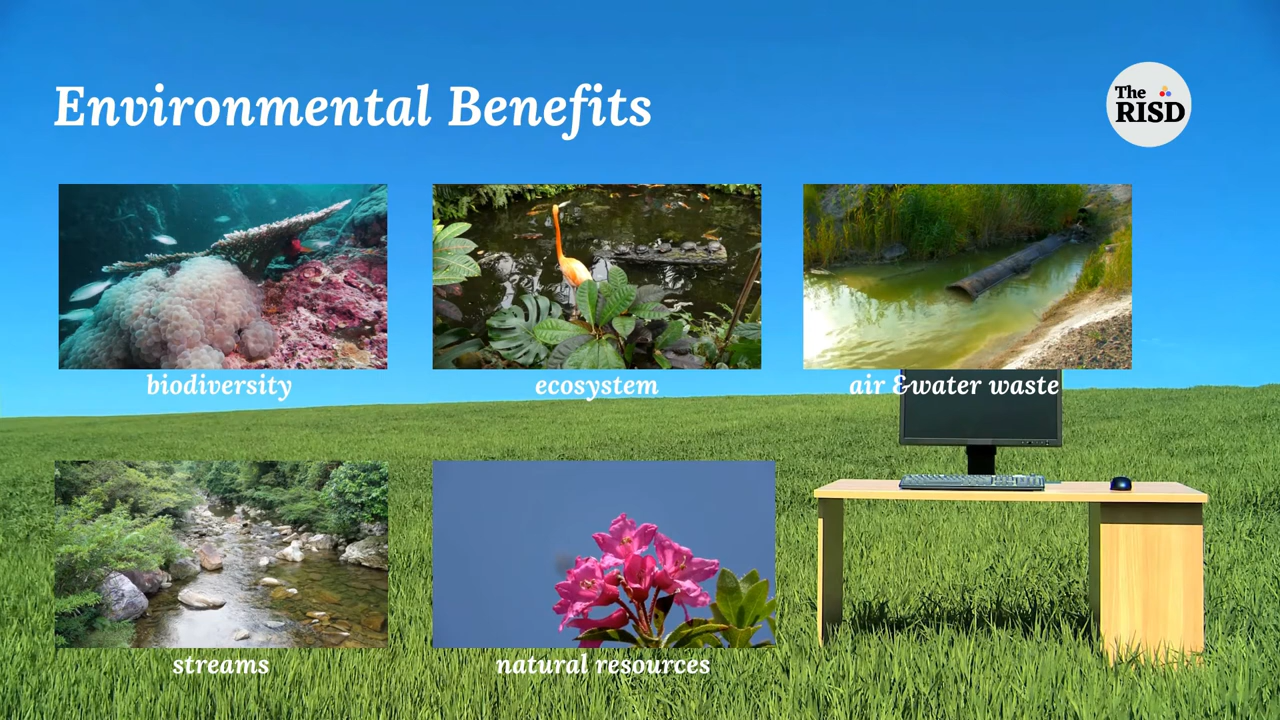 Environmental Benefits
The
RISD
biodiversity
ecosystem
air &water waste
streams
natural resources